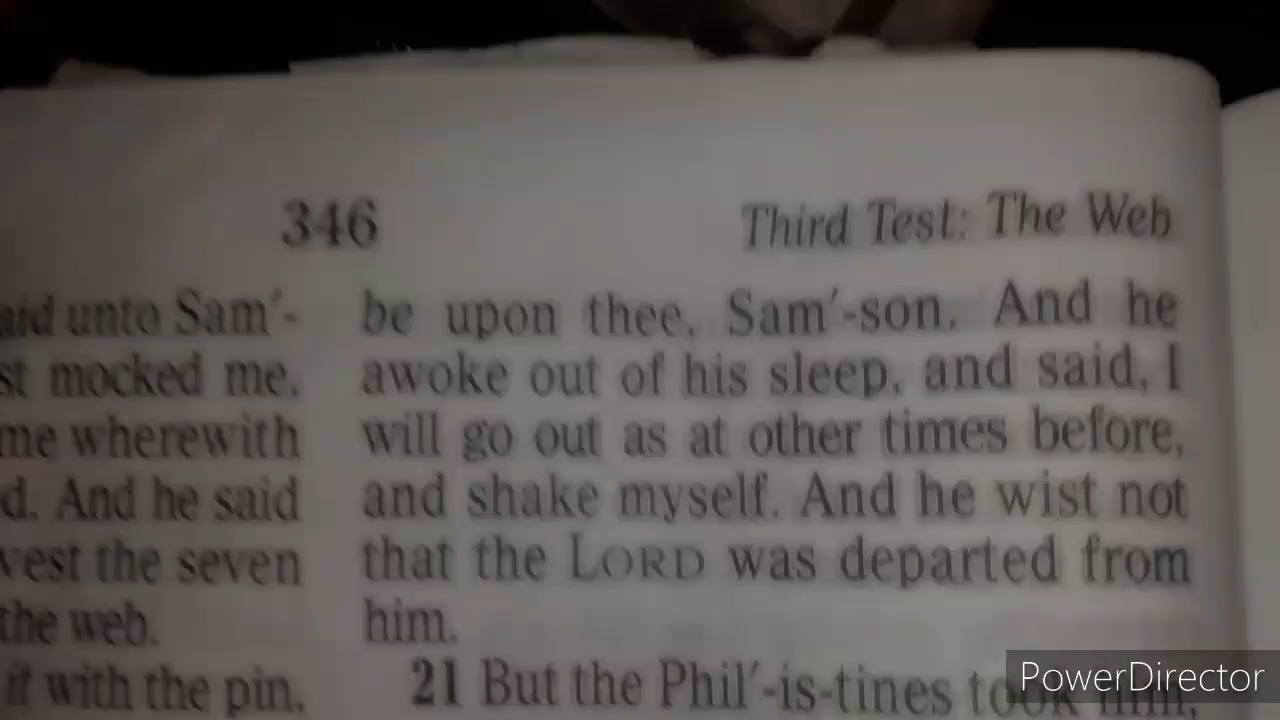 346
Third Test: The Web
aid unto Sam′-
st mocked me,
me wherewith
d. And he said
vest the seven
the web.
it with the pin,
be upon thee, Sam′-son. And he
awoke out of his sleep, and said, I
will go out as at other times before,
and shake myself. And he wist not
that the LORD was departed from
him.
21 But the Phil′-is-tines took him,
PowerDirector